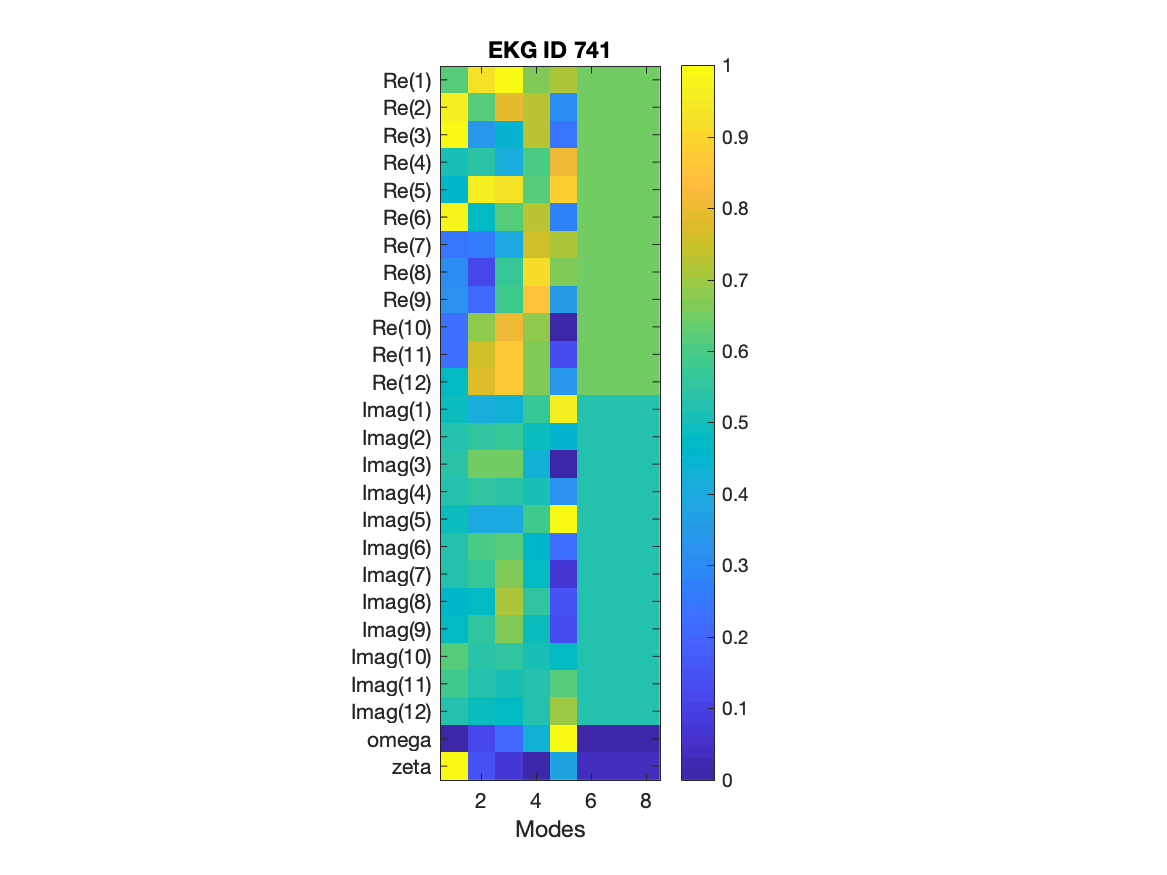 EKG ID 741
Re(1)
Re(2)
Re(3)
Re(4)
Re(5)
Re(6)
Re(7)
Re(8)
Re(9)
Re(10)
Re(11)
Re(12)
Imag(1)
Imag(2)
Imag(3)
Imag(4)
Imag(5)
Imag(6)
Imag(7)
Imag(8)
Imag(9)
Imag(10)
Imag(11)
Imag(12)
omega
zeta
2 4 6 8
Modes
1
0.9
0.8
0.7
0.6
0.5
0.4
0.3
0.2
0.1
0